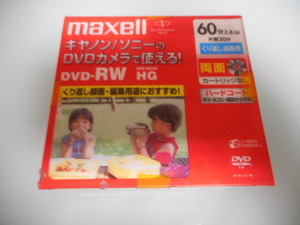 maxell
60分 2.8GB
片面30分
キヤノン/ソニーの
DVDカメラで使える!
くり返し録画用
DVD-RW HG
両面
カートリッジなし
ハードコート
くり返し録画・編集用途におすすめ!
DVD